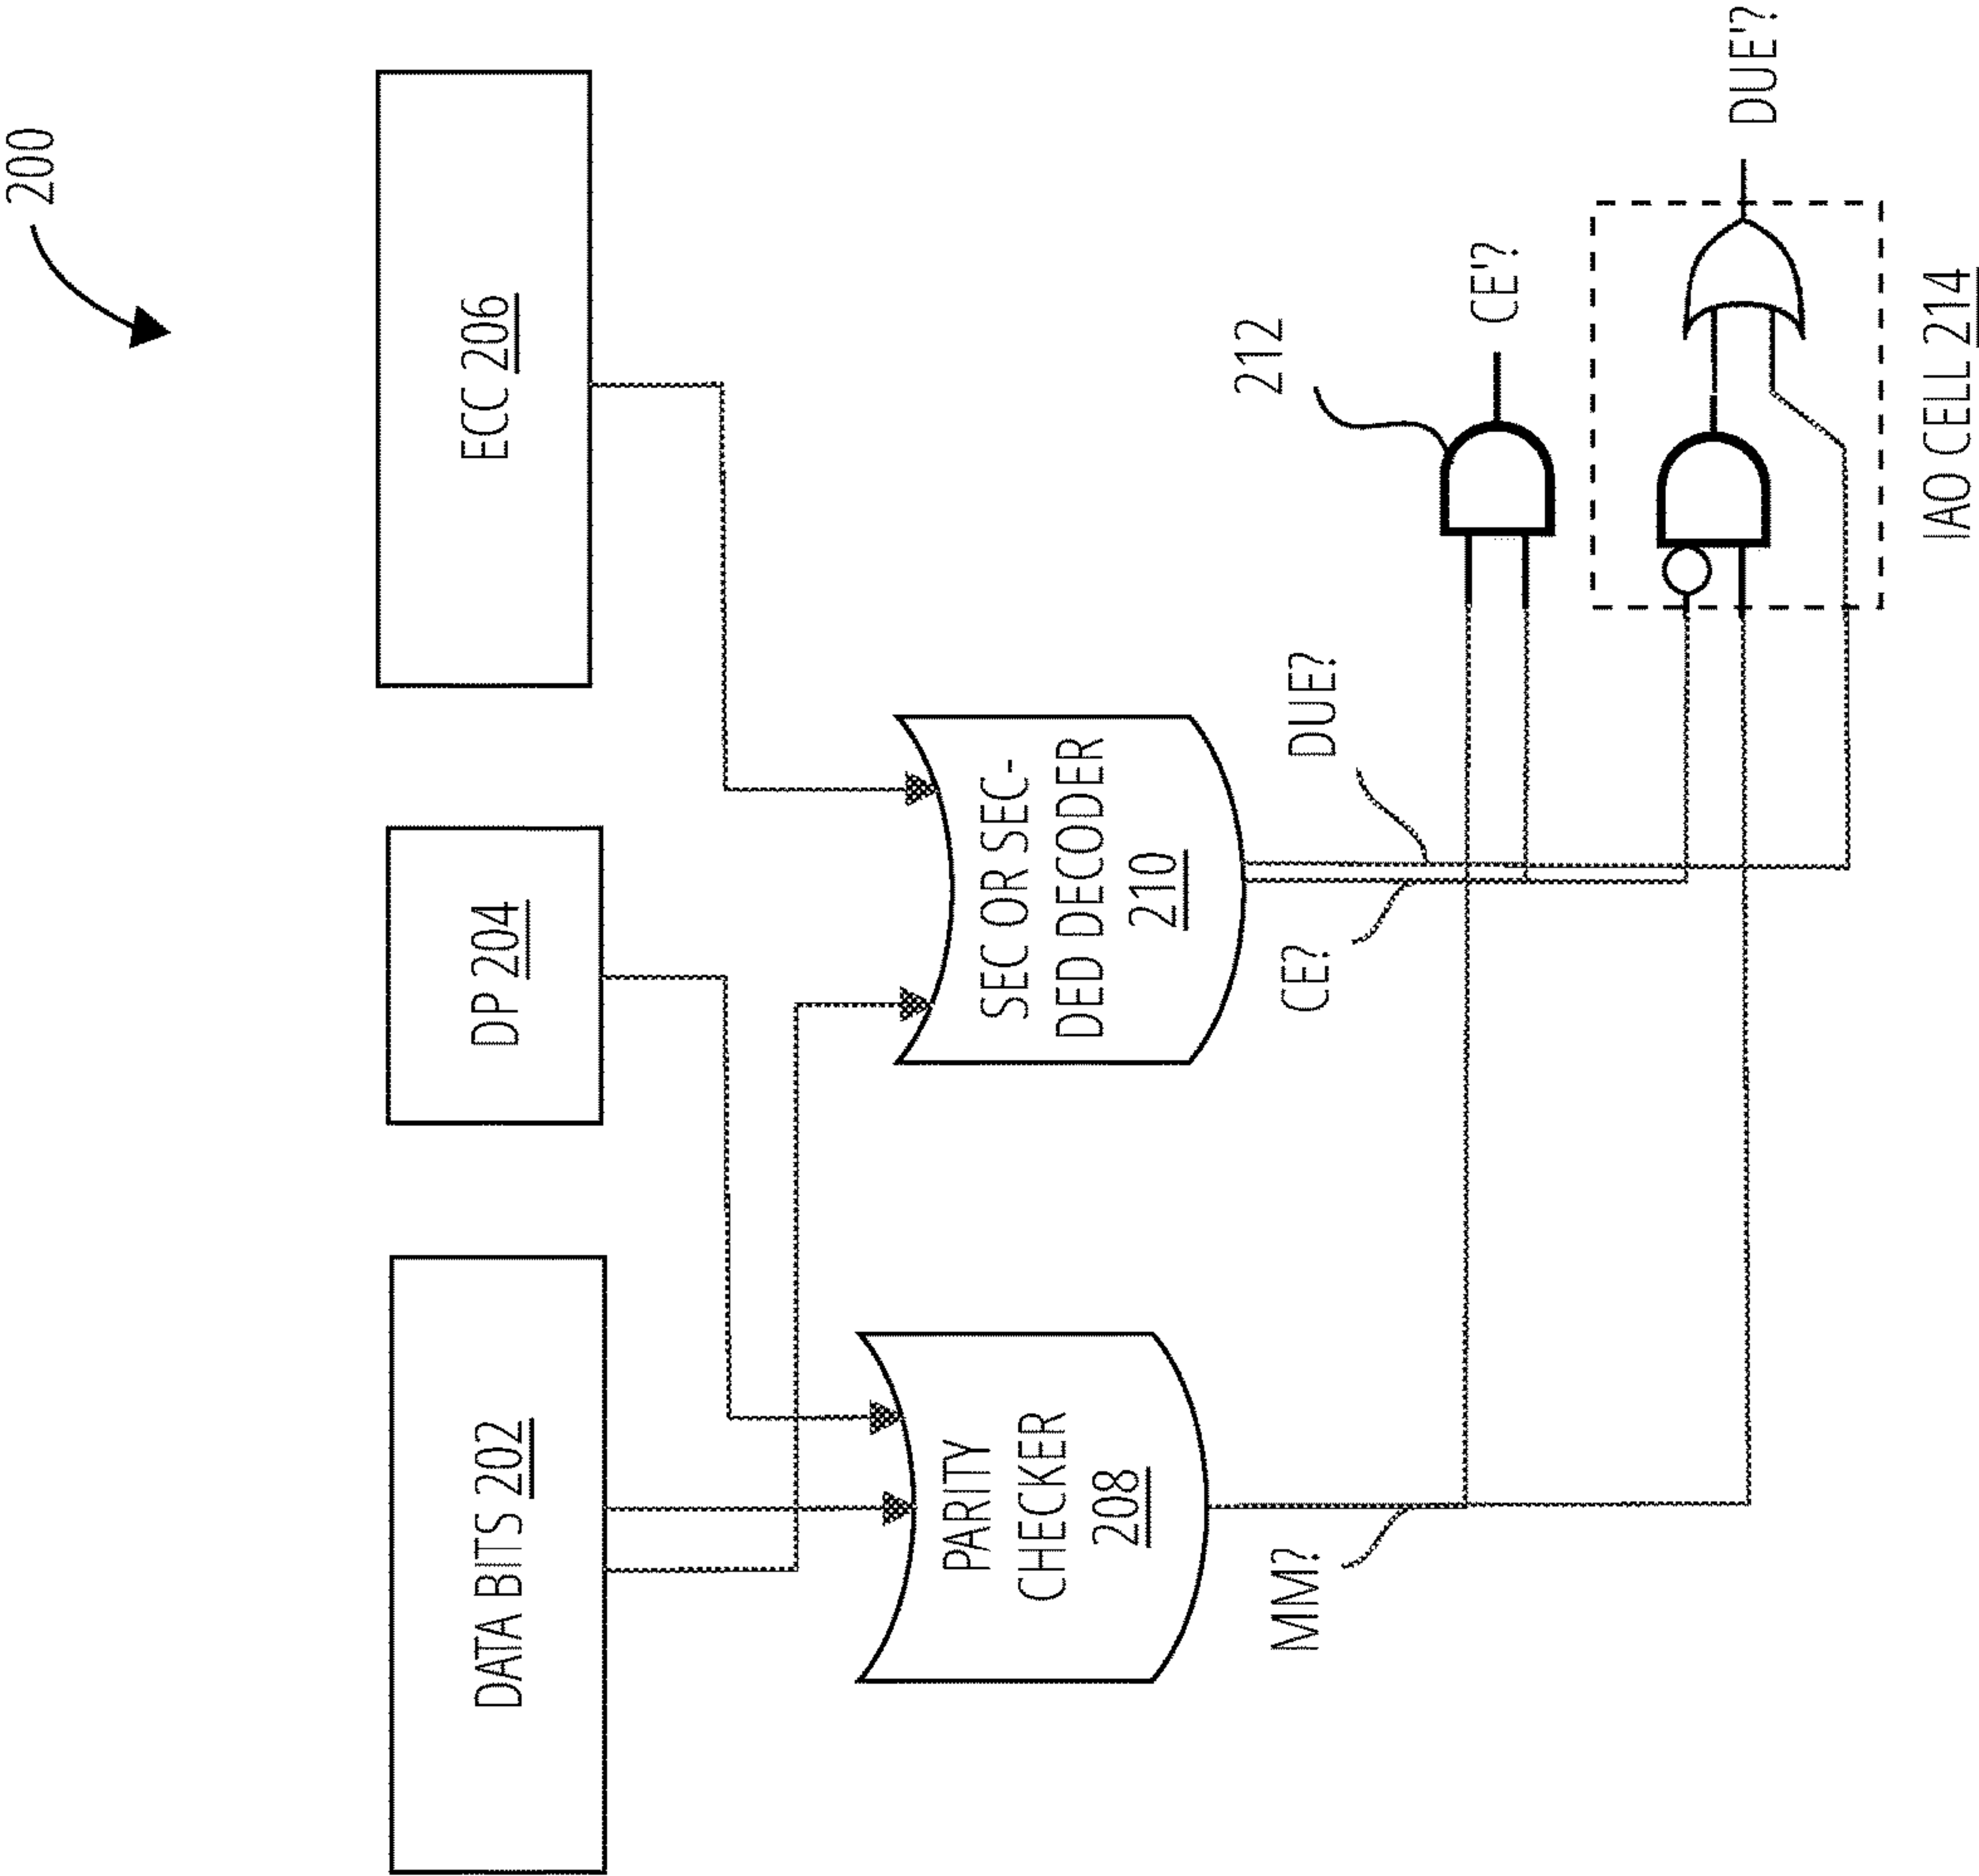 200
DATA BITS 202
DP 204
ECC 206
PARITY
CHECKER
208
SEC OR SEC-
DED DECODER
210
MM?
CE?
DUE?
212
CE'?
DUE'?
IAO CELL 214